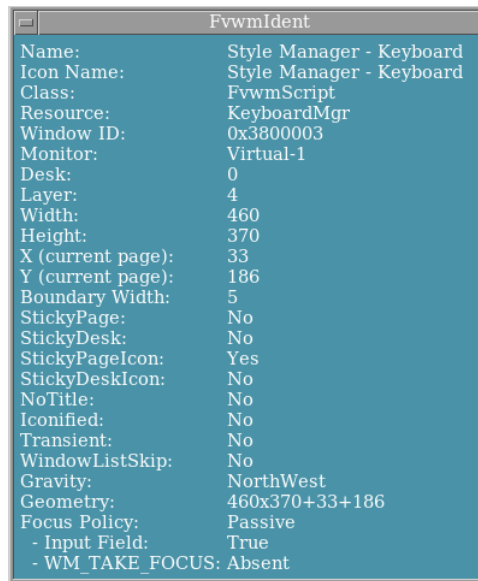 FvwmIdent
Name: Style Manager - Keyboard
Icon Name: Style Manager - Keyboard
Class: FvwmScript
Resource: KeyboardMgr
Window ID: 0x3800003
Monitor: Virtual-1
Desk: 0
Layer: 4
Width: 460
Height: 370
X (current page): 33
Y (current page): 186
Boundary Width: 5
StickyPage: No
StickyDesk: No
StickyPageIcon: Yes
StickyDeskIcon: No
NoTitle: No
Iconified: No
Transient: No
WindowListSkip: No
Gravity: NorthWest
Geometry: 460x370+33+186
Focus Policy: Passive
- Input Field: True
- WM_TAKE_FOCUS: Absent